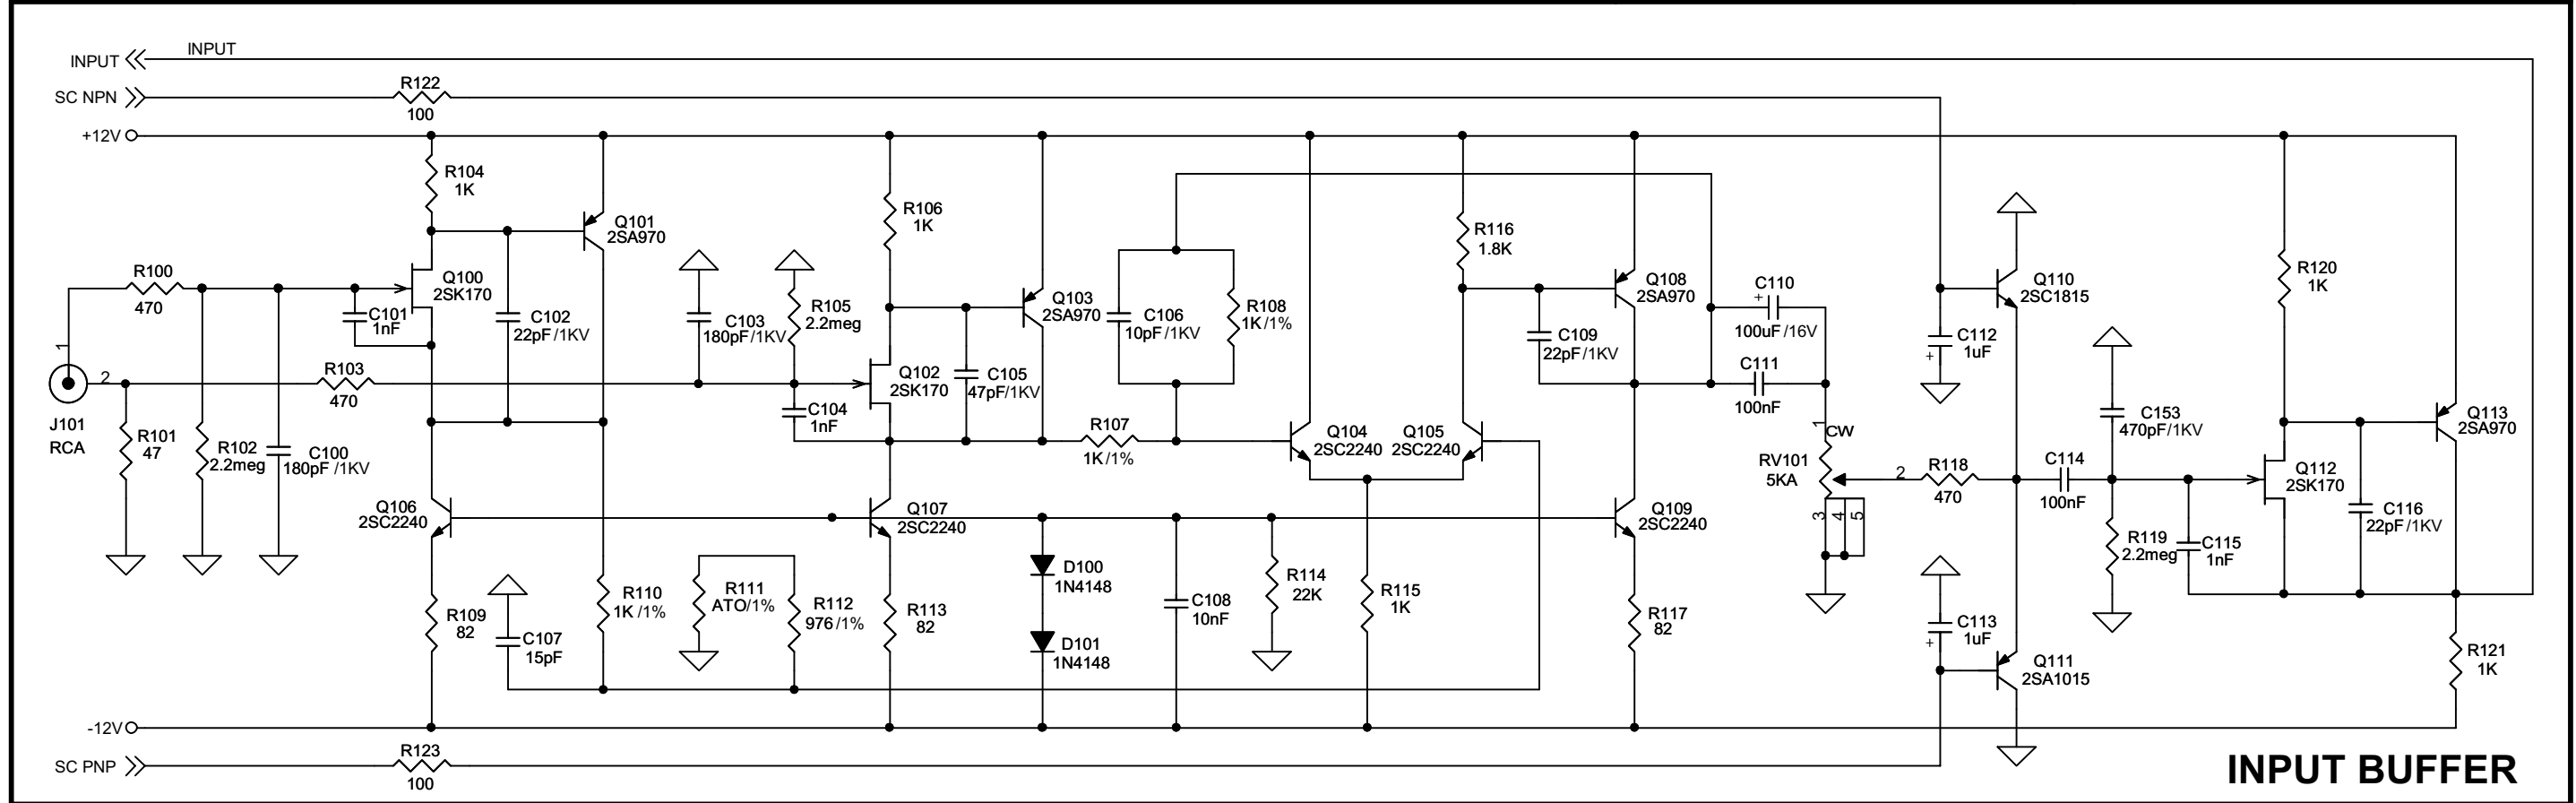 INPUT
INPUT
SC NPN
R122
100
+12V
R104
1K
Q101
2SA970
R106
1K
R116
1.8K
R100
470
Q100
2SK170
C101
1nF
C102
22pF/1KV
C103
180pF/1KV
R105
2.2meg
Q103
2SA970
C106
10pF/1KV
R108
1K/1%
Q108
2SA970
C109
22pF/1KV
C110
+
100uF/16V
C111
100nF
Q110
2SC1815
C112
+
1uF
R120
1K
1
2
J101
RCA
R103
470
R101
47
R102
2.2meg
C100
180pF/1KV
C104
1nF
Q102
2SK170
C105
47pF/1KV
R107
1K/1%
Q104
2SC2240
Q105
2SC2240
1
CW
RV101
5KA
2
3
4
5
R118
470
C114
100nF
C153
470pF/1KV
Q112
2SK170
Q113
2SA970
C116
22pF/1KV
Q106
2SC2240
Q107
2SC2240
Q109
2SC2240
R119
2.2meg
C115
1nF
R109
82
C107
15pF
R110
1K/1%
R111
ATO/1%
R112
976/1%
R113
82
D100
1N4148
D101
1N4148
C108
10nF
R114
22K
R115
1K
R117
82
C113
+
1uF
Q111
2SA1015
R121
1K
-12V
SC PNP
R123
100
INPUT BUFFER